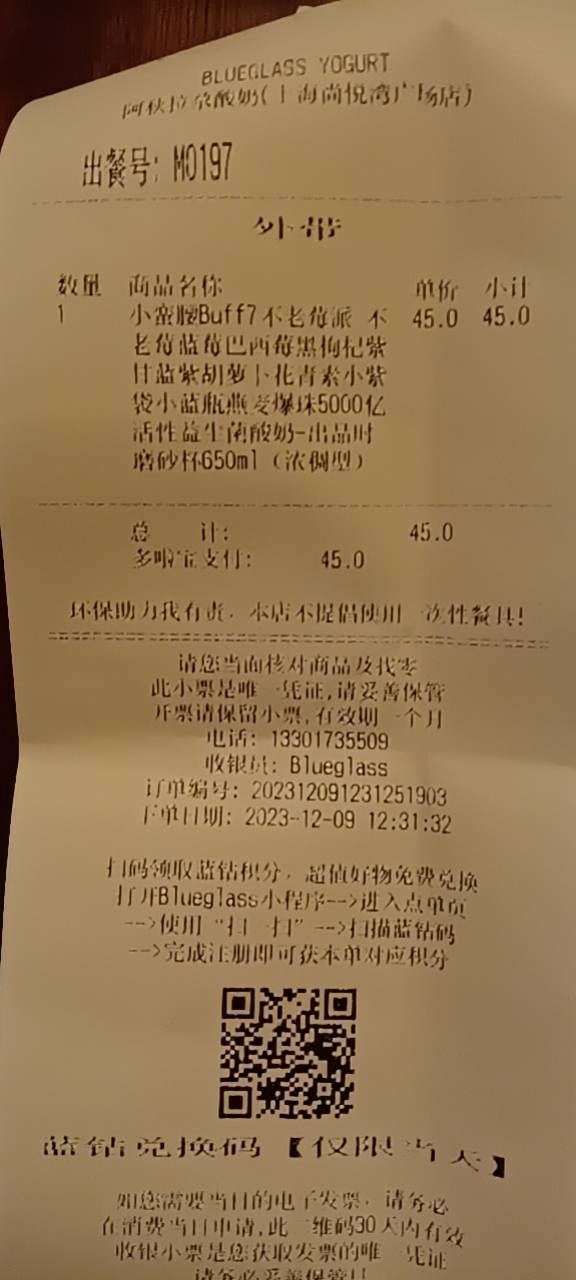 BLUEGLASS YOGURT
阿秋拉尕酸奶(上海尚悦湾广场店)
出餐号: M0197
外带
数量 商品名称 单价 小计
1 小蛮腰Buff7不老莓派 不 45.0 45.0
老莓蓝莓巴西莓黑枸杞紫
甘蓝紫胡萝卜花青素小紫
袋小蓝瓶燕麦爆珠5000亿
活性益生菌酸奶-出品时
磨砂杯650ml（浓稠型）
总 计: 45.0
多啦宝支付: 45.0
环保助力我有责，本店不提倡使用一次性餐具!
请您当面核对商品及找零
此小票是唯一凭证,请妥善保管
开票请保留小票,有效期一个月
电话: 13301735509
收银员: Blueglass
订单编号: 202312091231251903
下单日期: 2023-12-09 12:31:32
扫码领取蓝钻积分，超值好物免费兑换
打开Blueglass小程序-->进入点单页
-->使用“扫一扫”-->扫描蓝钻码
-->完成注册即可获本单对应积分
蓝钻兑换码【仅限当天】
如您需要当日的电子发票，请务必
在消费当日申请,此二维码30天内有效
收银小票是您获取发票的唯一凭证
请务必妥善保管!